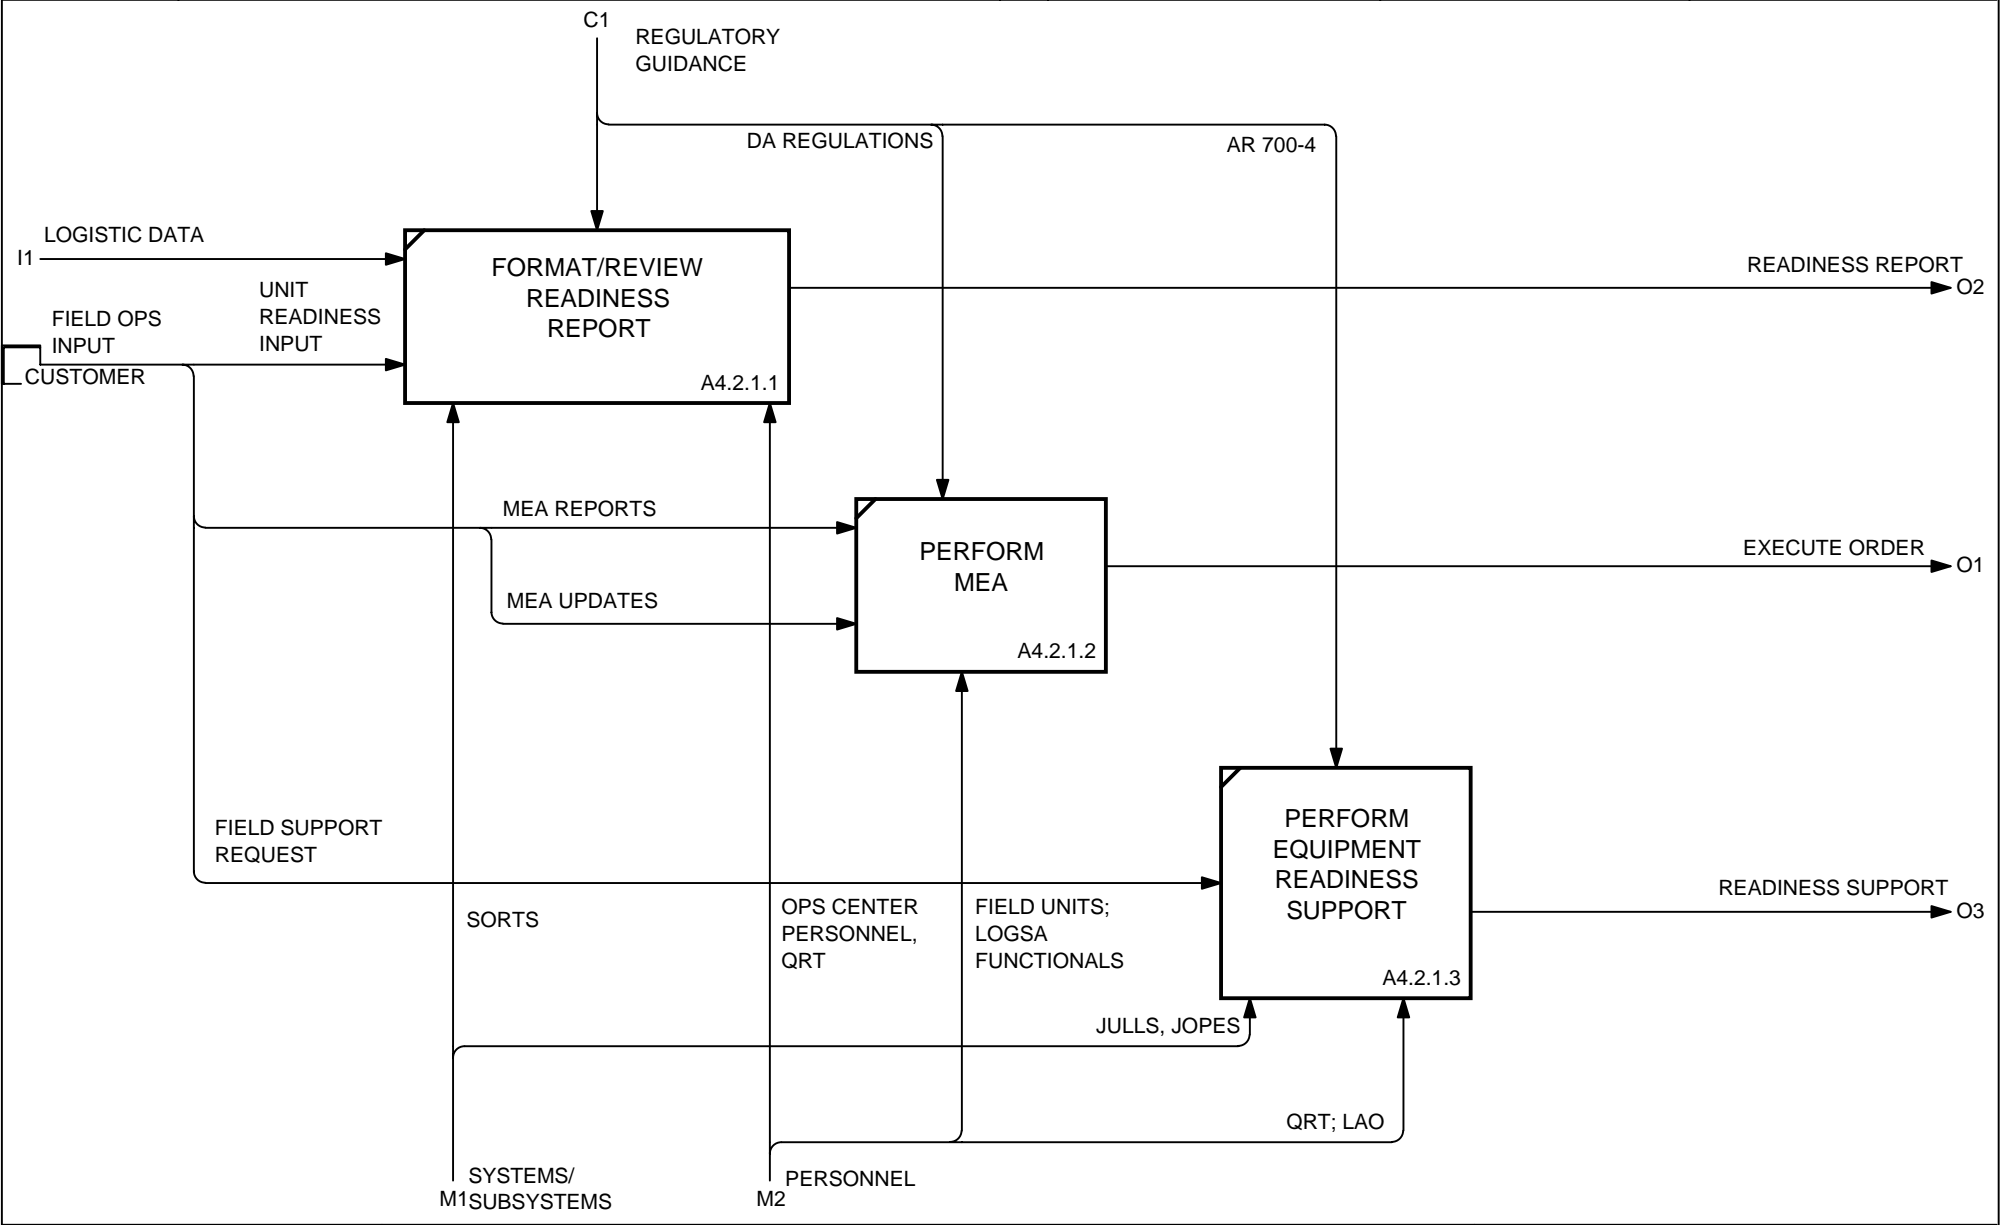 C1
REGULATORY
GUIDANCE
DA REGULATIONS
AR 700-4
LOGISTIC DATA
I1
FORMAT/REVIEW
READINESS
REPORT
A4.2.1.1
READINESS REPORT
O2
UNIT
READINESS
INPUT
FIELD OPS
INPUT
CUSTOMER
MEA REPORTS
MEA UPDATES
PERFORM
MEA
A4.2.1.2
EXECUTE ORDER
O1
FIELD SUPPORT
REQUEST
PERFORM
EQUIPMENT
READINESS
SUPPORT
A4.2.1.3
READINESS SUPPORT
O3
SORTS
OPS CENTER
PERSONNEL,
QRT
FIELD UNITS;
LOGSA
FUNCTIONALS
JULLS, JOPES
QRT; LAO
M1
SYSTEMS/
SUBSYSTEMS
M2
PERSONNEL